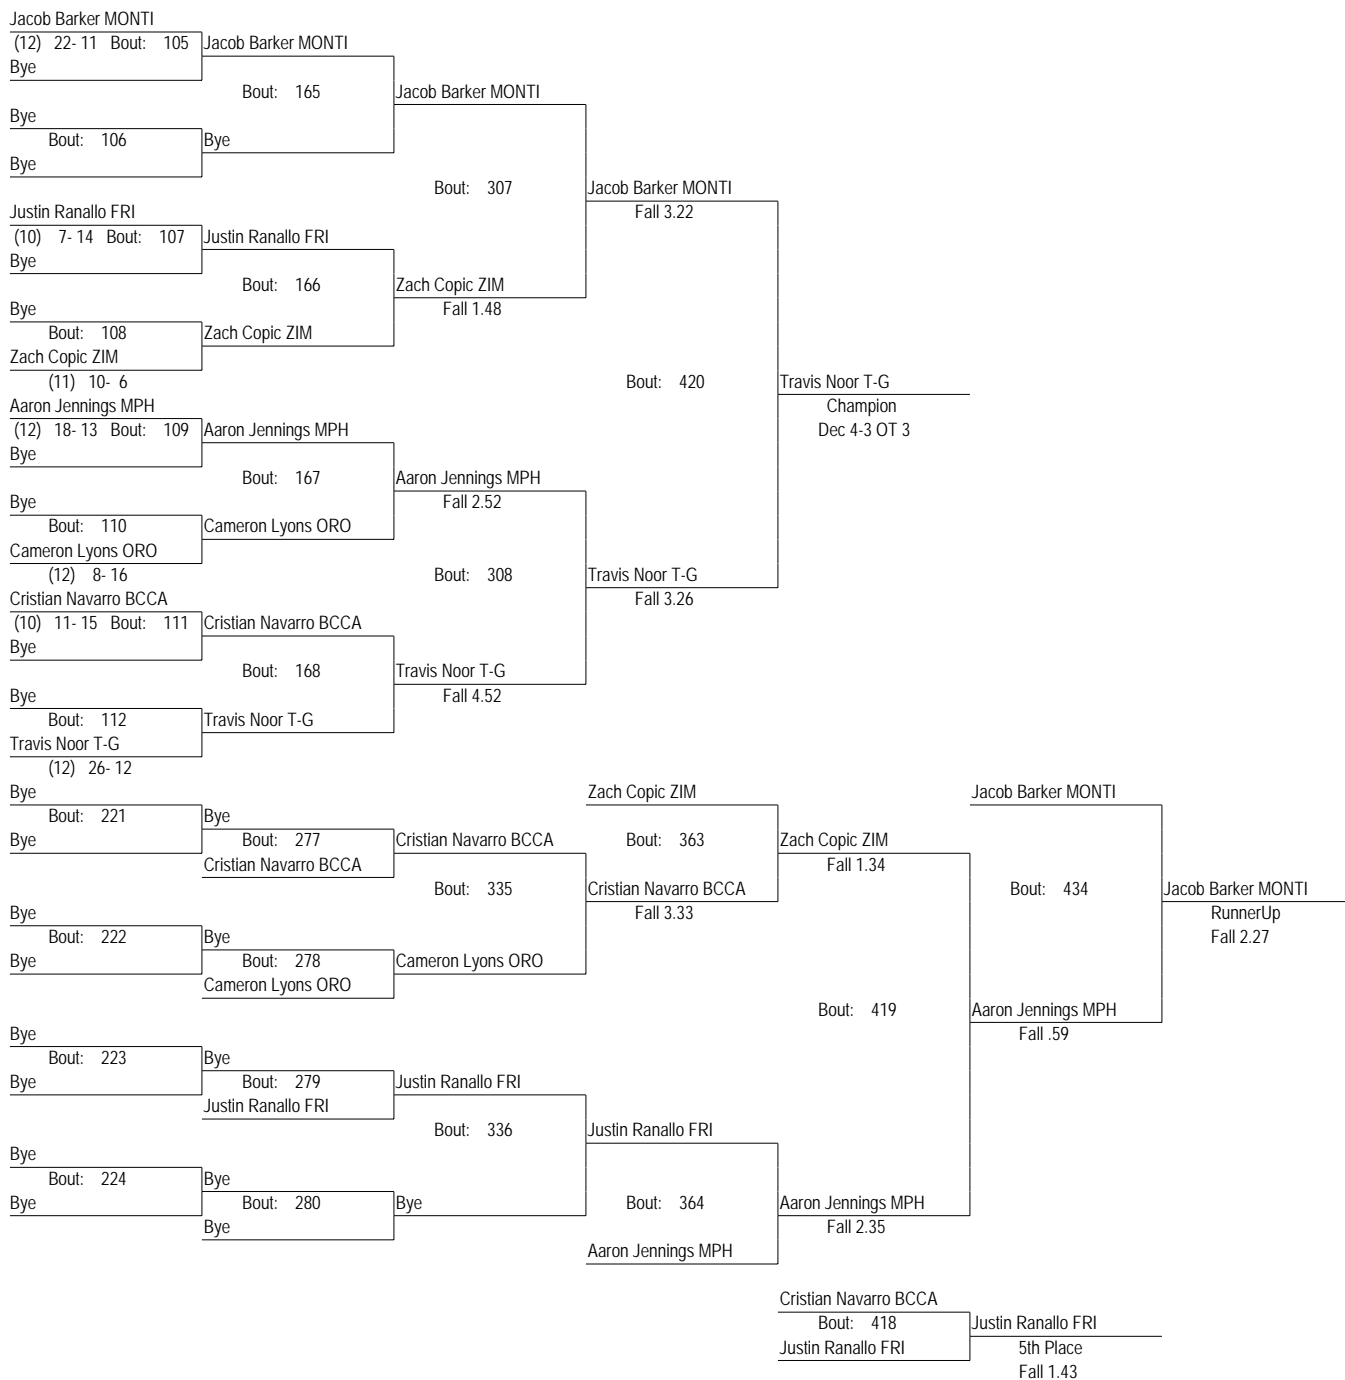 Jacob Barker MONTI
(12) 22- 11 Bout: 105 Jacob Barker MONTI
Bye
Bout: 165 Jacob Barker MONTI
Bye
Bout: 106 Bye
Bye
Bout: 307 Jacob Barker MONTI
Justin Ranallo FRI Fall 3.22
(10) 7- 14 Bout: 107 Justin Ranallo FRI
Bye
Bout: 166 Zach Copic ZIM
Bye Fall 1.48
Bout: 108 Zach Copic ZIM
Zach Copic ZIM
(11) 10- 6 Bout: 420 Travis Noor T-G
Aaron Jennings MPH Champion
(12) 18- 13 Bout: 109 Aaron Jennings MPH Dec 4-3 OT 3
Bye
Bout: 167 Aaron Jennings MPH
Bye Fall 2.52
Bout: 110 Cameron Lyons ORO
Cameron Lyons ORO
(12) 8- 16 Bout: 308 Travis Noor T-G
Cristian Navarro BCCA Fall 3.26
(10) 11- 15 Bout: 111 Cristian Navarro BCCA
Bye
Bout: 168 Travis Noor T-G
Bye Fall 4.52
Bout: 112 Travis Noor T-G
Travis Noor T-G
(12) 26- 12
Bye Zach Copic ZIM Jacob Barker MONTI
Bout: 221 Bye
Bye Bout: 277 Cristian Navarro BCCA Bout: 363 Zach Copic ZIM
Cristian Navarro BCCA Fall 1.34
Bout: 335 Cristian Navarro BCCA Bout: 434 Jacob Barker MONTI
Bye Fall 3.33 RunnerUp
Bout: 222 Bye Fall 2.27
Bye Bout: 278 Cameron Lyons ORO
Cameron Lyons ORO
Bout: 419 Aaron Jennings MPH
Bye Fall .59
Bout: 223 Bye
Bye Bout: 279 Justin Ranallo FRI
Justin Ranallo FRI
Bout: 336 Justin Ranallo FRI
Bye
Bout: 224 Bye
Bye Bout: 280 Bye Bout: 364 Aaron Jennings MPH
Bye Fall 2.35
Aaron Jennings MPH
Cristian Navarro BCCA
Bout: 418 Justin Ranallo FRI
Justin Ranallo FRI 5th Place
Fall 1.43